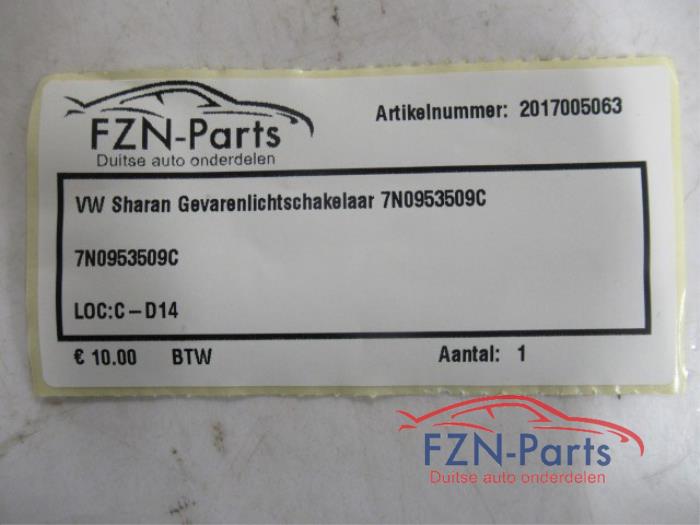 FZN-Parts
Duitse auto onderdelen
Artikelnummer: 2017005063
VW Sharan Gevarenlichtschakelaar 7N0953509C
7N0953509C
LOC:C-D14
€ 10.00 BTW Aantal: 1
FZN-Parts
Duitse auto onderdelen